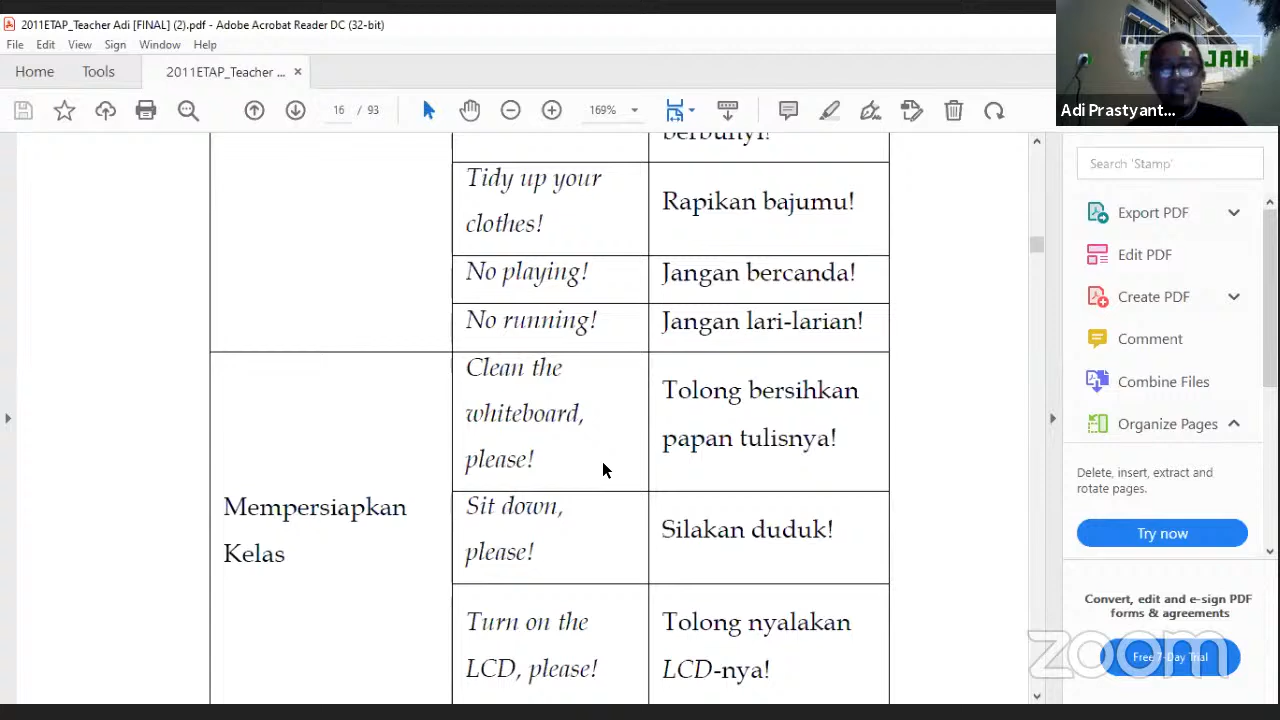 2011ETAP_Teacher Adi [FINAL] (2).pdf - Adobe Acrobat Reader DC (32-bit)
File Edit View Sign Window Help
Home Tools 2011ETAP_Teacher ... ×
16 / 93 169%
Adi Prastyant...
berbunyi!
Tidy up your
clothes!
Rapikan bajumu!
No playing!
Jangan bercanda!
No running!
Jangan lari-larian!
Mempersiapkan
Kelas
Clean the
whiteboard,
please!
Tolong bersihkan
papan tulisnya!
Sit down,
please!
Silakan duduk!
Turn on the
LCD, please!
Tolong nyalakan
LCD-nya!
Search 'Stamp'
Export PDF
Edit PDF
Create PDF
Comment
Combine Files
Organize Pages
Delete, insert, extract and
rotate pages.
Try now
Convert, edit and e-sign PDF
forms & agreements
Free 7-Day Trial
zoom